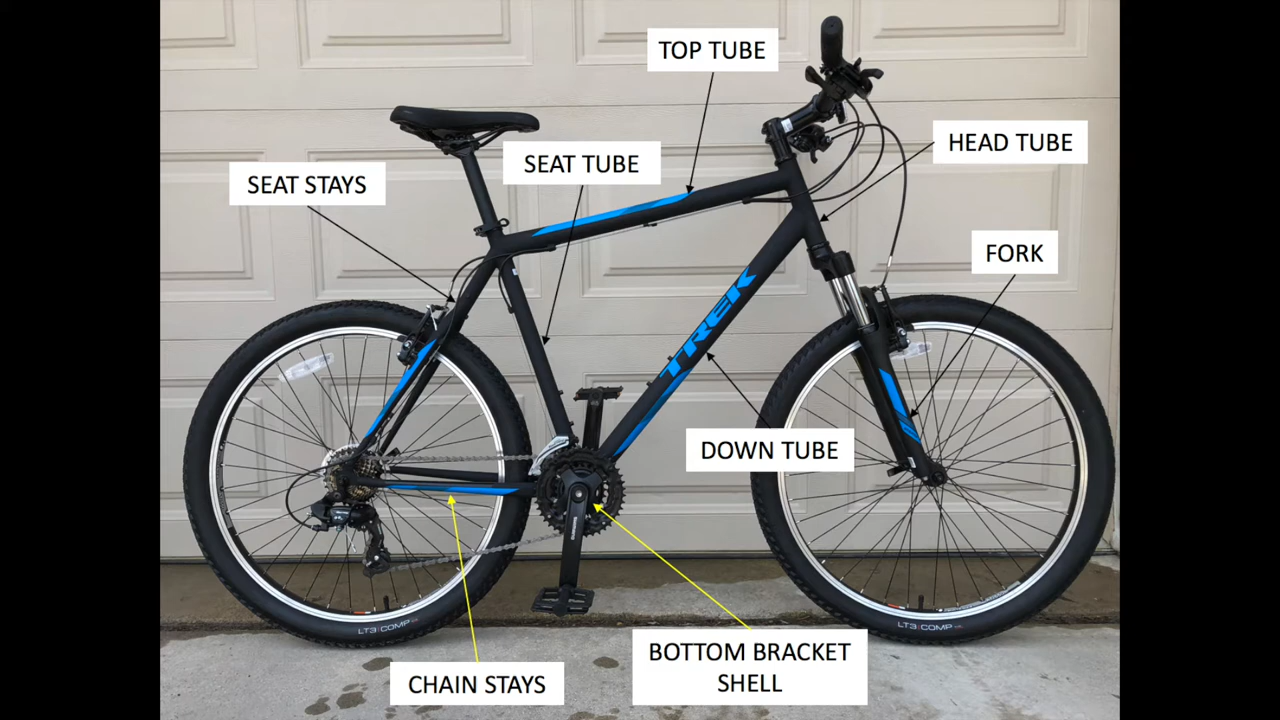 TOP TUBE
HEAD TUBE
SEAT TUBE
SEAT STAYS
FORK
TREK
DOWN TUBE
LT3 COMP
LT3 COMP
BOTTOM BRACKET
SHELL
CHAIN STAYS